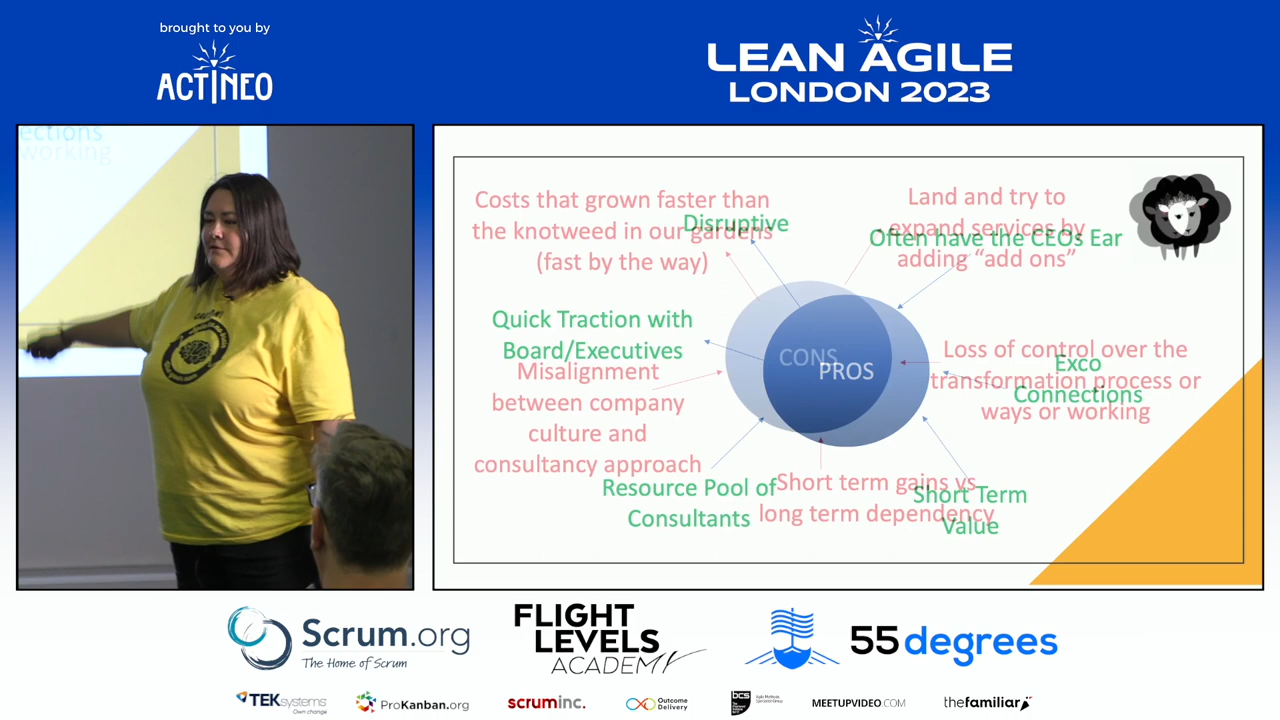 brought to you by
ACTINEO
LEAN AGILE
LONDON 2023
ections
working
Costs that grown faster than
the knotweed in our gardens
(fast by the way)
Disruptive
Land and try to
expand services by
adding “add ons”
Often have the CEOs Ear
Quick Traction with
Board/Executives
Misalignment
between company
culture and
consultancy approach
CONS
PROS
Loss of control over the
transformation process or
ways or working
Exco
Connections
Resource Pool of
Consultants
Short term gains vs
long term dependency
Short Term
Value
Scrum.org
The Home of Scrum
FLIGHT
LEVELS
ACADEMY
55 degrees
TEKsystems
Own change
ProKanban.org
scruminc.
Outcome
Delivery
bcs
MEETUPVIDEO.COM
thefamiliar